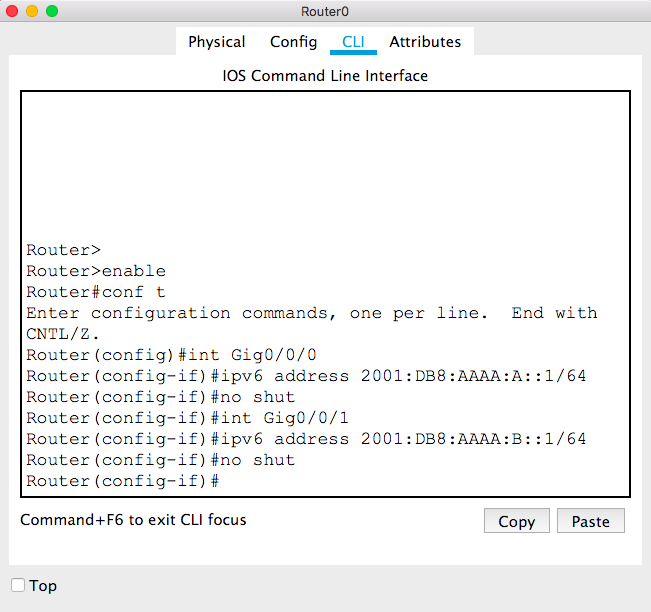 Router0
Physical Config CLI Attributes
IOS Command Line Interface
Router>
Router>enable
Router#conf t
Enter configuration commands, one per line.  End with
CNTL/Z.
Router(config)#int Gig0/0/0
Router(config-if)#ipv6 address 2001:DB8:AAAA:A::1/64
Router(config-if)#no shut
Router(config-if)#int Gig0/0/1
Router(config-if)#ipv6 address 2001:DB8:AAAA:B::1/64
Router(config-if)#no shut
Router(config-if)#
Command+F6 to exit CLI focus Copy Paste
Top